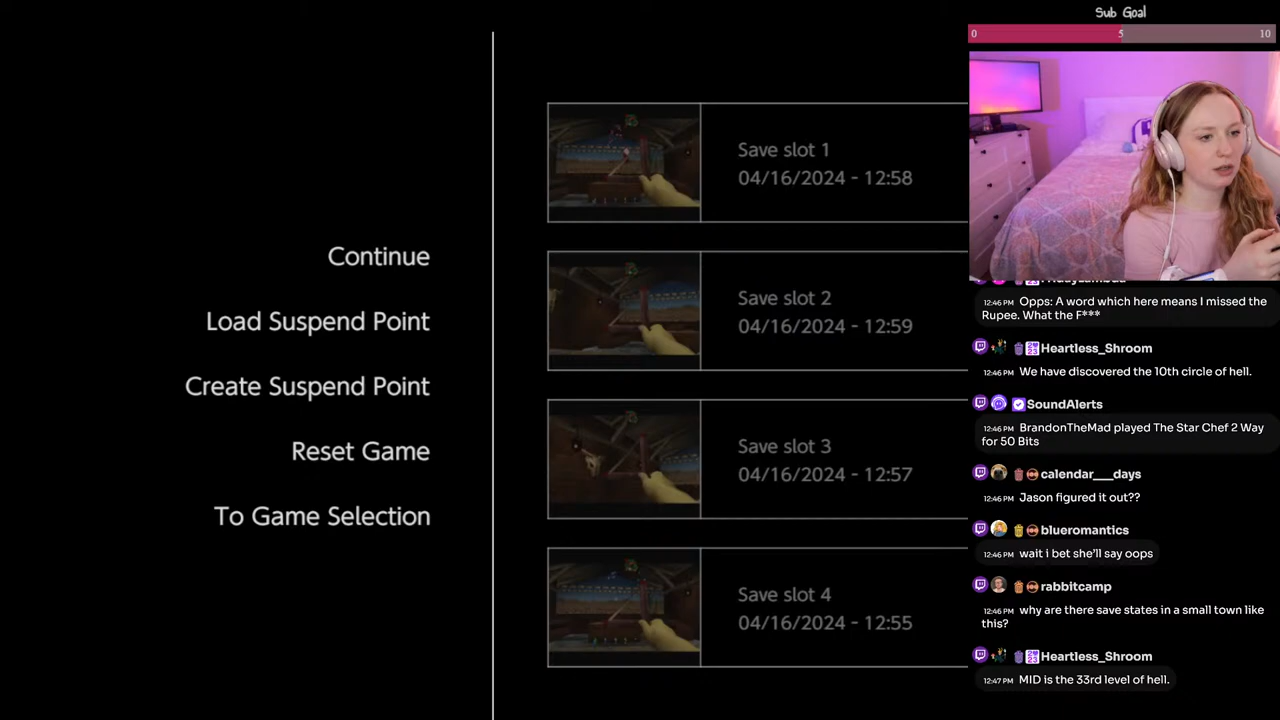 Sub Goal
0 5 10
Continue
Load Suspend Point
Create Suspend Point
Reset Game
To Game Selection
Save slot 1
04/16/2024 - 12:58
Save slot 2
04/16/2024 - 12:59
Save slot 3
04/16/2024 - 12:57
Save slot 4
04/16/2024 - 12:55
12:46 PM Opps: A word which here means I missed the
Rupee. What the F***
Heartless_Shroom
12:46 PM We have discovered the 10th circle of hell.
SoundAlerts
12:46 PM BrandonTheMad played The Star Chef 2 Way
for 50 Bits
calendar___days
12:46 PM Jason figured it out??
blueromantics
12:46 PM wait i bet she'll say oops
rabbitcamp
12:46 PM why are there save states in a small town like
this?
Heartless_Shroom
12:47 PM MID is the 33rd level of hell.